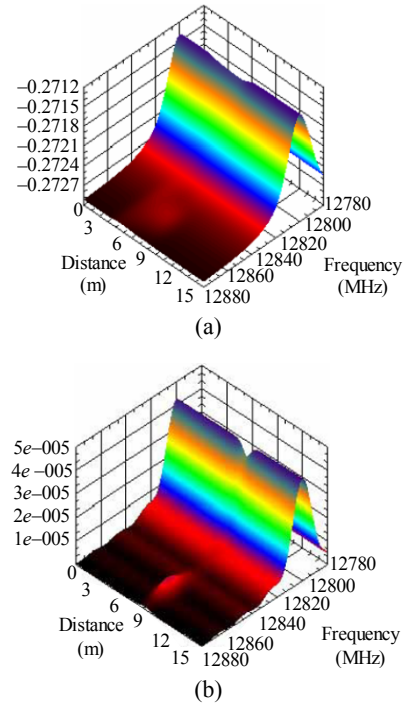 −0.2712
−0.2715
−0.2718
−0.2721
−0.2724
−0.2727
0
3
6
9
12
15
Distance
(m)
12780
12800
12820
12840
12860
12880
Frequency
(MHz)
(a)
5e−005
4e −005
3e−005
2e−005
1e−005
0
3
6
9
12
15
Distance
(m)
12780
12800
12820
12840
12860
12880
Frequency
(MHz)
(b)